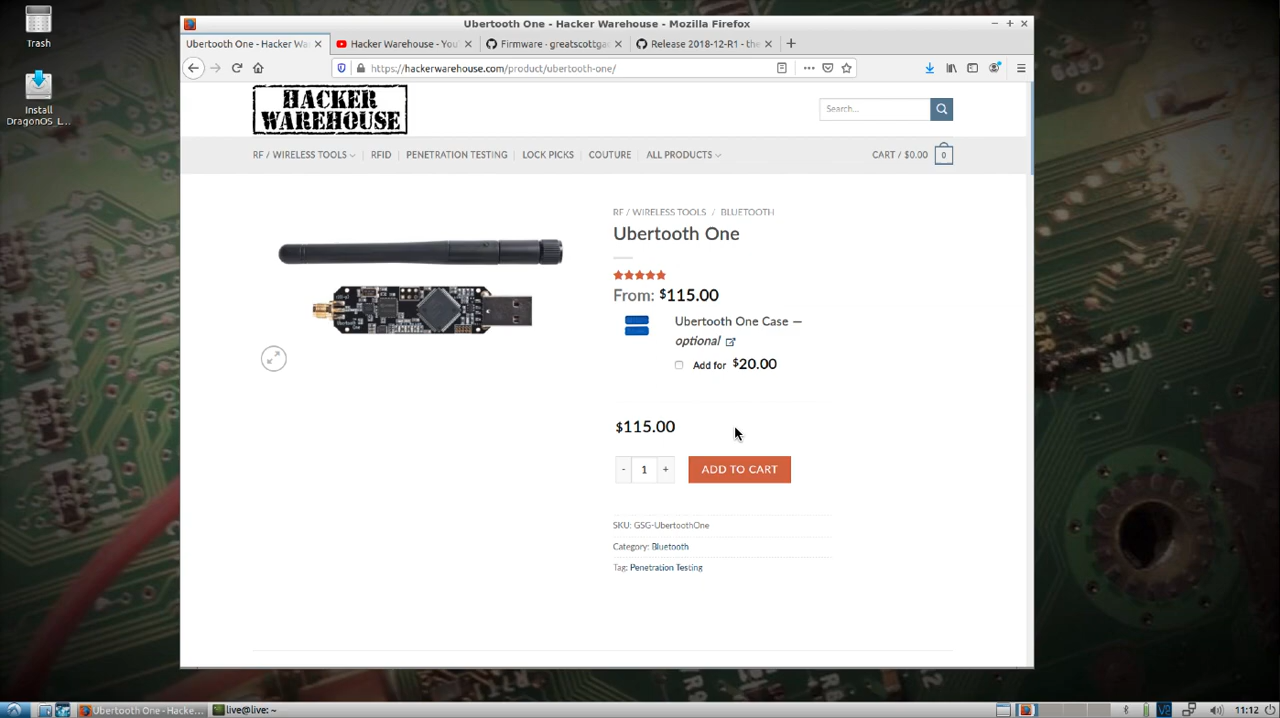 Trash
Install
DragonOS_L...
Ubertooth One - Hacker Warehouse - Mozilla Firefox
Ubertooth One - Hacker Wa
Hacker Warehouse - You
Firmware · greatscottga
Release 2018-12-R1 · the
https://hackerwarehouse.com/product/ubertooth-one/
HACKER
WAREHOUSE
Search...
RF / WIRELESS TOOLS
RFID
PENETRATION TESTING
LOCK PICKS
COUTURE
ALL PRODUCTS
CART / $0.00
0
RF / WIRELESS TOOLS / BLUETOOTH
Ubertooth One
From: $115.00
Ubertooth One Case —
optional
Add for $20.00
$115.00
- 1 +
ADD TO CART
SKU: GSG-UbertoothOne
Category: Bluetooth
Tag: Penetration Testing
Ubertooth One - Hacke...
live@live: ~
11:12